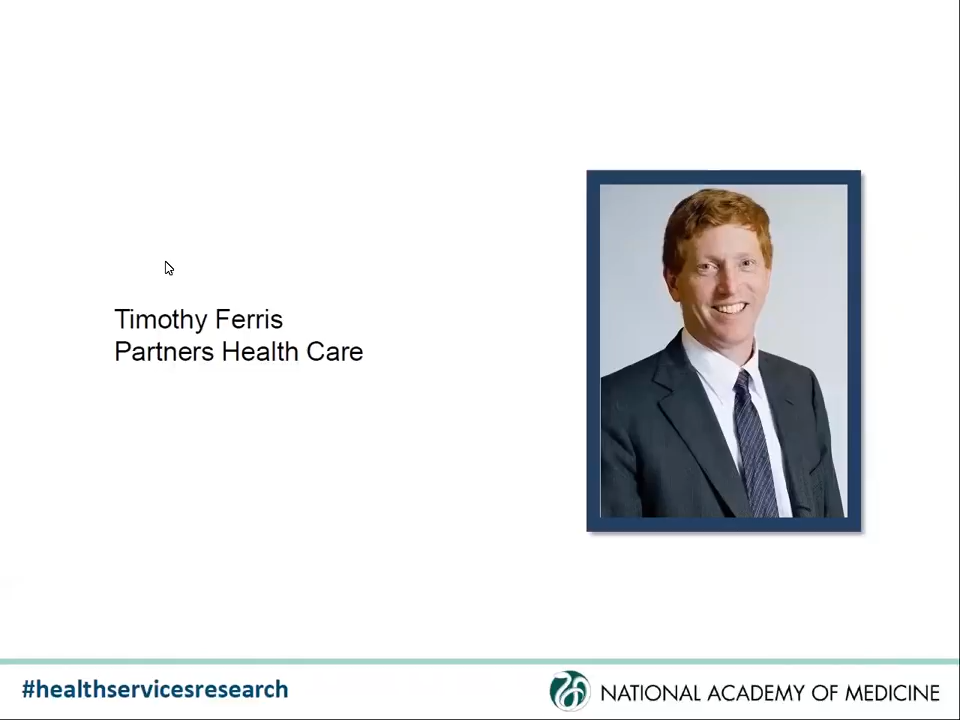 Timothy Ferris
Partners Health Care
#healthservicesresearch
NATIONAL ACADEMY OF MEDICINE